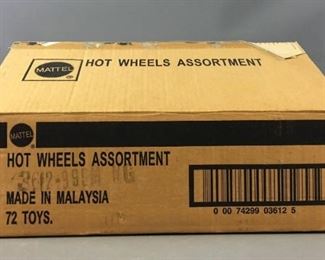 MATTEL
HOT WHEELS ASSORTMENT
MATTEL
HOT WHEELS ASSORTMENT
MADE IN MALAYSIA
72 TOYS.
0 00 74299 03612 5